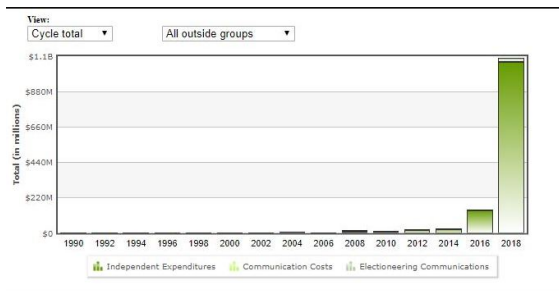 View:
Cycle total All outside groups
$1.1B
$880M
$660M
$440M
$220M
$0
Total (in millions)
1990 1992 1994 1996 1998 2000 2002 2004 2006 2008 2010 2012 2014 2016 2018
Independent Expenditures Communication Costs Electioneering Communications